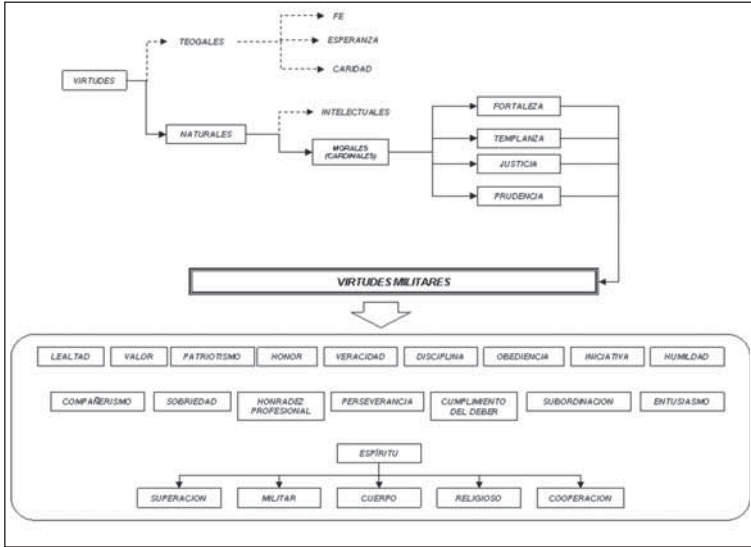 FE
TEOGALES
ESPERANZA
CARIDAD
VIRTUDES
INTELECTUALES
NATURALES
MORALES
(CARDINALES)
FORTALEZA
TEMPLANZA
JUSTICIA
PRUDENCIA
VIRTUDES MILITARES
LEALTAD
VALOR
PATRIOTISMO
HONOR
VERACIDAD
DISCIPLINA
OBEDIENCIA
INICIATIVA
HUMILDAD
COMPAÑERISMO
SOBRIEDAD
HONRADEZ
PROFESIONAL
PERSEVERANCIA
CUMPLIMIENTO
DEL DEBER
SUBORDINACION
ENTUSIASMO
ESPÍRITU
SUPERACION
MILITAR
CUERPO
RELIGIOSO
COOPERACION